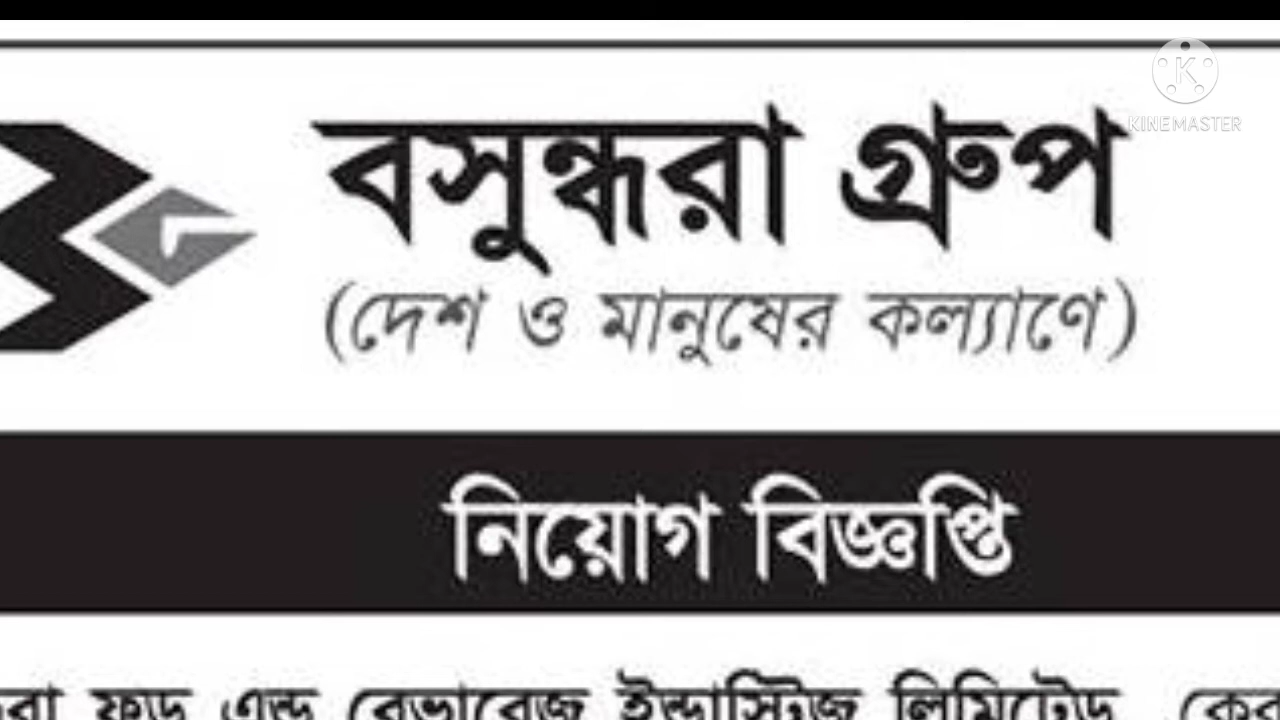 বসুন্ধরা গ্রুপ
KINEMASTER
(দেশ ও মানুষের কল্যাণে)
নিয়োগ বিজ্ঞপ্তি
ফুড এন্ড বেভারেজ ইন্ডাস্ট্রিজ লিমিটেড